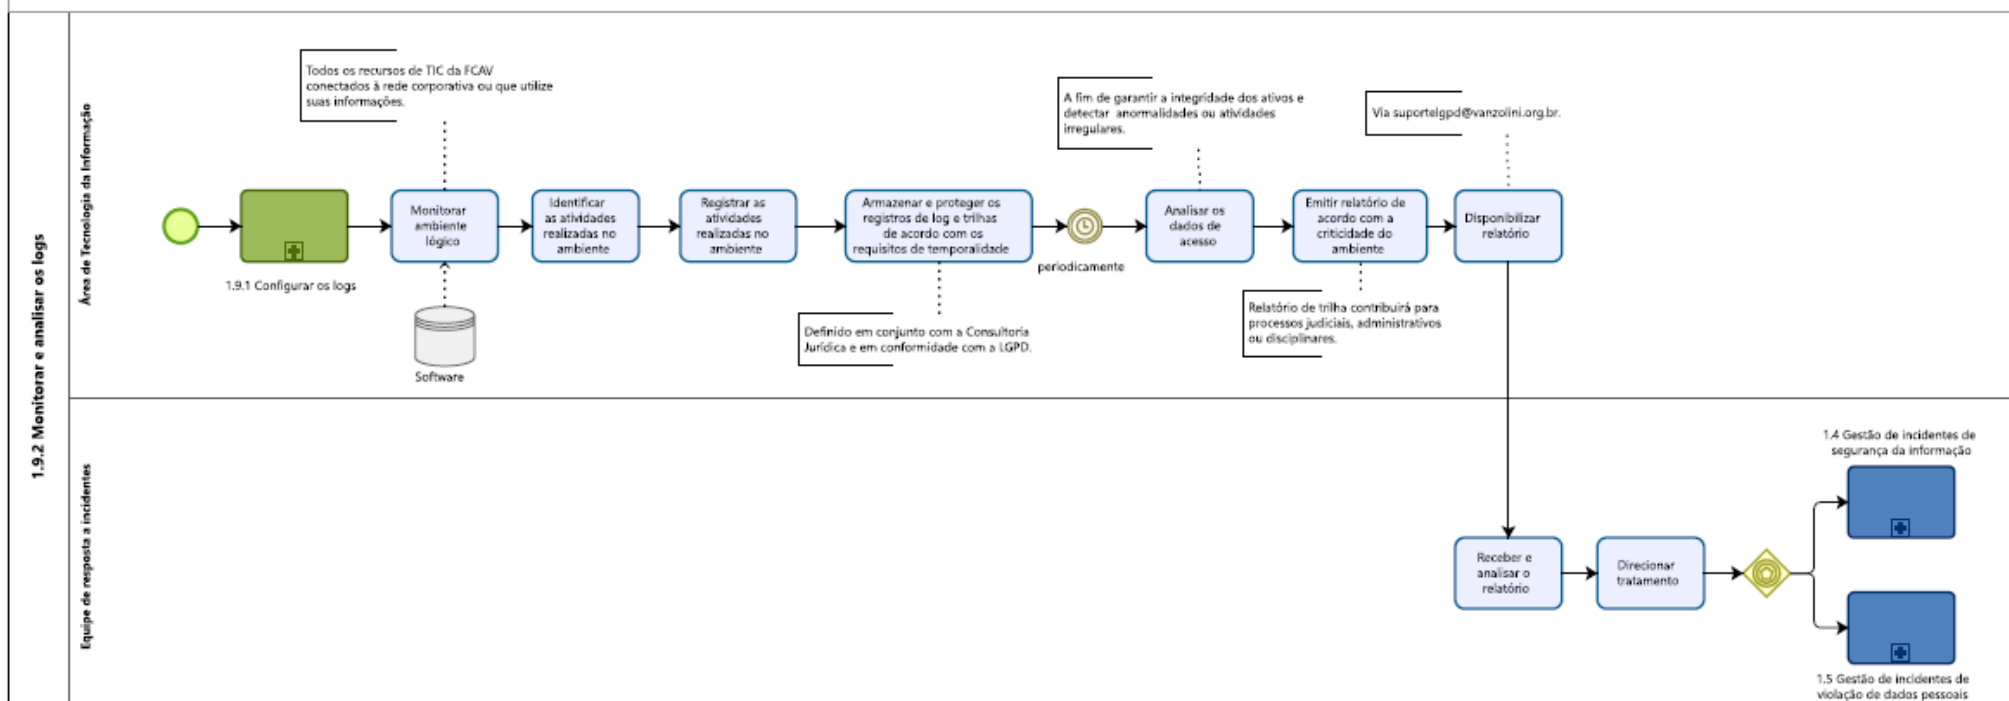 1.9.2 Monitorar e analisar os logs
Área de Tecnologia da Informação
Todos os recursos de TIC da FCAV
conectados à rede corporativa ou que utilize
suas informações.
A fim de garantir a integridade dos ativos e
detectar anormalidades ou atividades
irregulares.
Via suportelgpd@vanzolini.org.br.
1.9.1 Configurar os logs
Monitorar
ambiente
lógico
Identificar
as atividades
realizadas no
ambiente
Registrar as
atividades
realizadas no
ambiente
Armazenar e proteger os
registros de log e trilhas
de acordo com os
requisitos de temporalidade
periodicamente
Analisar os
dados de
acesso
Emitir relatório de
acordo com a
criticidade do
ambiente
Disponibilizar
relatório
Software
Definido em conjunto com a Consultoria
Jurídica e em conformidade com a LGPD.
Relatório de trilha contribuirá para
processos judiciais, administrativos
ou disciplinares.
Equipe de resposta a incidentes
Receber e
analisar o
relatório
Direcionar
tratamento
1.4 Gestão de incidentes de
segurança da informação
1.5 Gestão de incidentes de
violação de dados pessoais